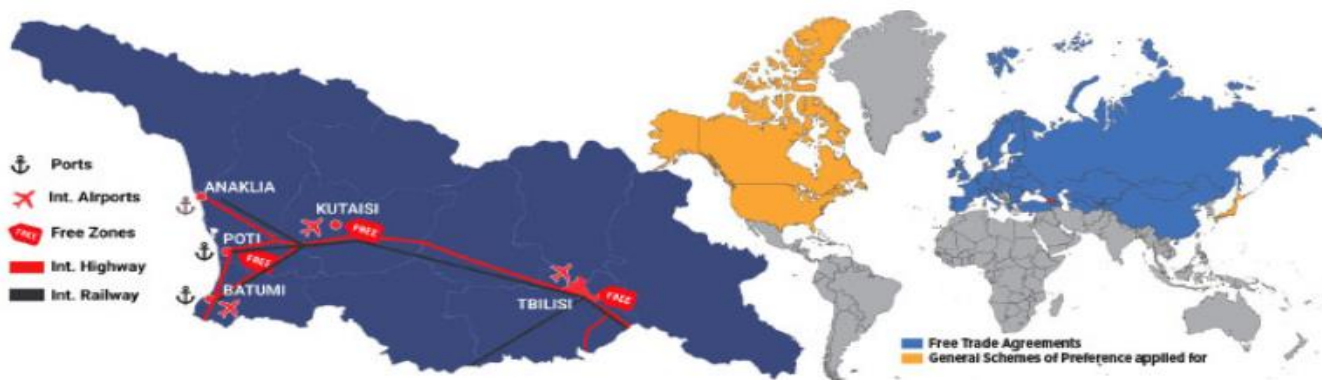 Ports
Int. Airports
FREE Free Zones
Int. Highway
Int. Railway
ANAKLIA
KUTAISI
FREE
POTI
FREE
BATUMI
TBILISI
FREE
Free Trade Agreements
General Schemes of Preference applied for